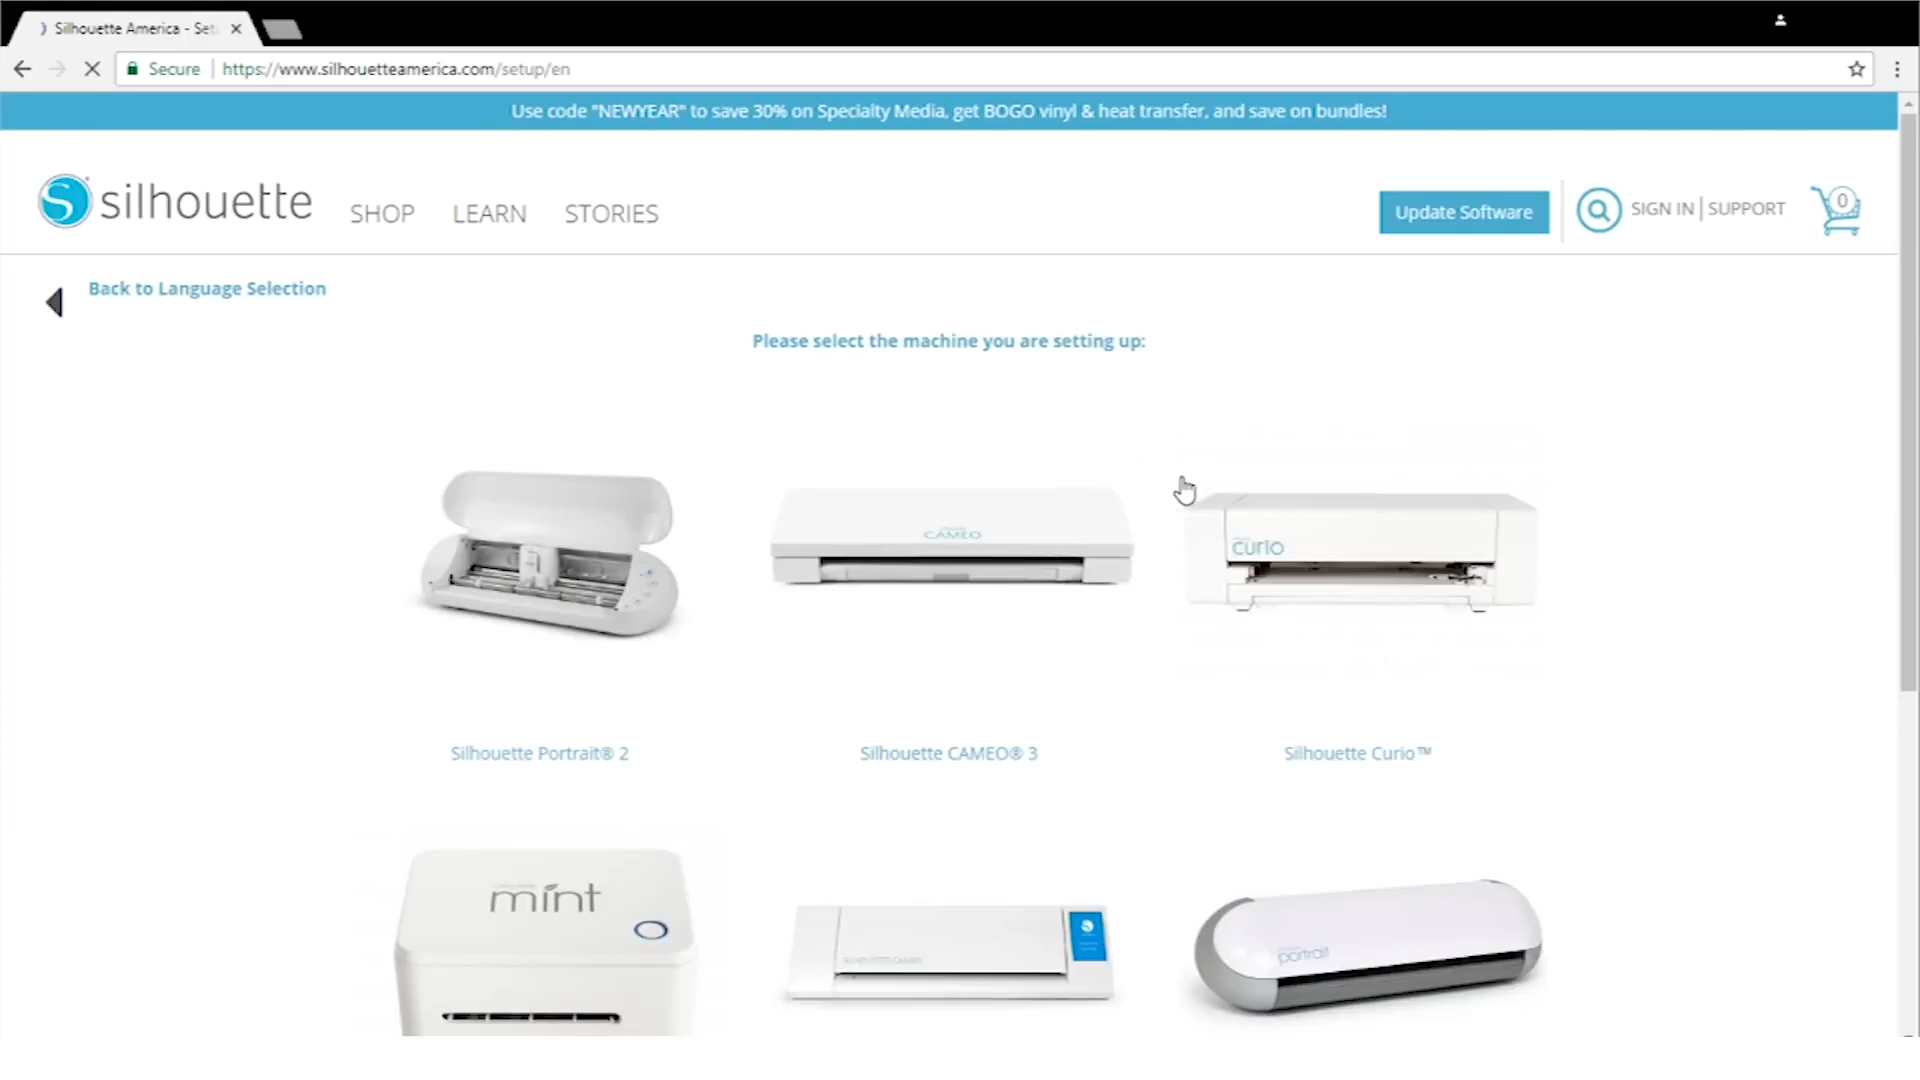 Silhouette America - Set
Secure
https://www.silhouetteamerica.com/setup/en
Use code "NEWYEAR" to save 30% on Specialty Media, get BOGO vinyl & heat transfer, and save on bundles!
S silhouette
SHOP
LEARN
STORIES
Update Software
SIGN IN | SUPPORT
0
Back to Language Selection
Please select the machine you are setting up:
CAMEO
curio
Silhouette Portrait® 2
Silhouette CAMEO® 3
Silhouette Curio™
mint
SILHOUETTE CAMEO
portrait